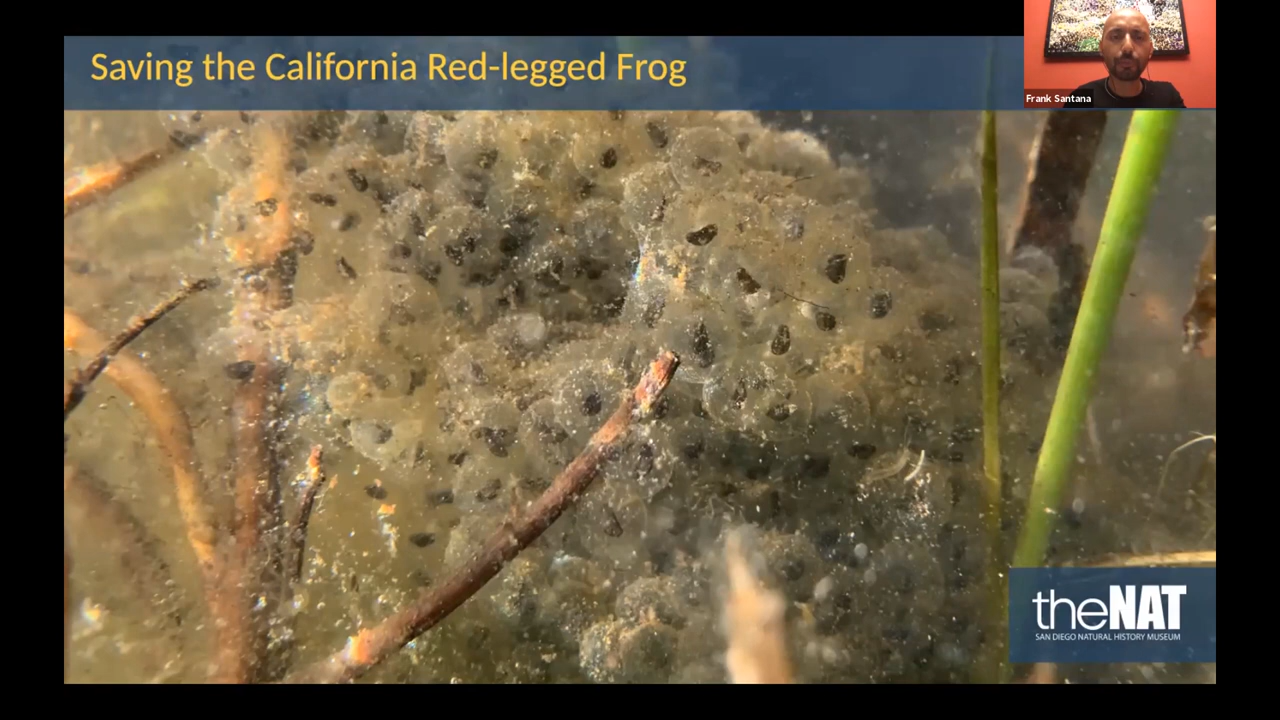 Saving the California Red-legged Frog
Frank Santana
theNAT
SAN DIEGO NATURAL HISTORY MUSEUM